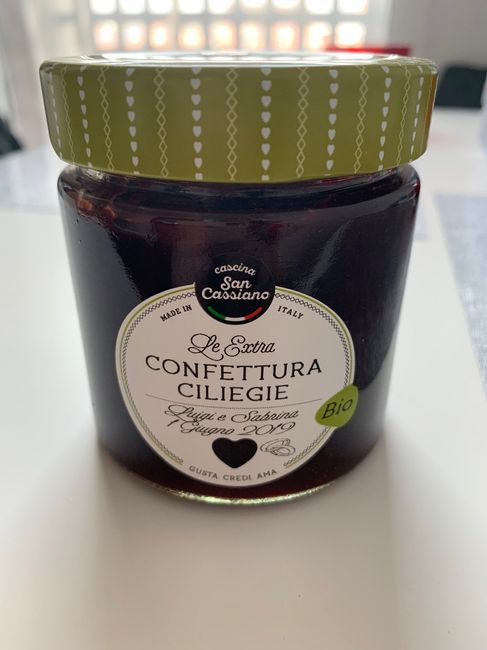 cascina
San
Cassiano
MADE IN ITALY
Le Extra
CONFETTURA
CILIEGIE
Luigi e Sabrina
1 Giugno 2019
Bio
GUSTA. CREDI. AMA